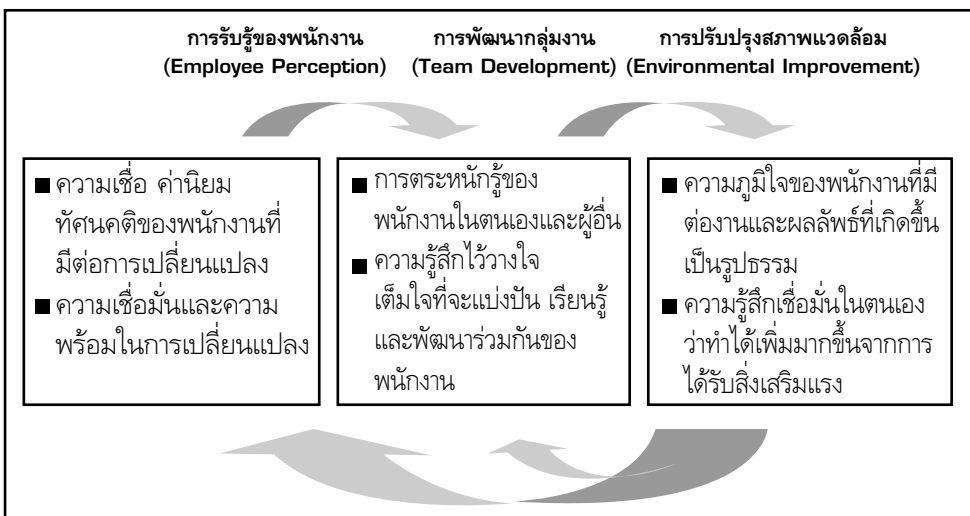 การรับรู้ของพนักงาน
(Employee Perception)
การพัฒนากลุ่มงาน
(Team Development)
การปรับปรุงสภาพแวดล้อม
(Environmental Improvement)
■ ความเชื่อ ค่านิยม
ทัศนคติของพนักงานที่
มีต่อการเปลี่ยนแปลง
■ ความเชื่อมั่นและความ
พร้อมในการเปลี่ยนแปลง
■ การตระหนักรู้ของ
พนักงานในตนเองและผู้อื่น
■ ความรู้สึกไว้วางใจ
เต็มใจที่จะแบ่งปัน เรียนรู้
และพัฒนาร่วมกันของ
พนักงาน
■ ความภูมิใจของพนักงานที่มี
ต่องานและผลลัพธ์ที่เกิดขึ้น
เป็นรูปธรรม
■ ความรู้สึกเชื่อมั่นในตนเอง
ว่าทำได้เพิ่มมากขึ้นจากการ
ได้รับสิ่งเสริมแรง